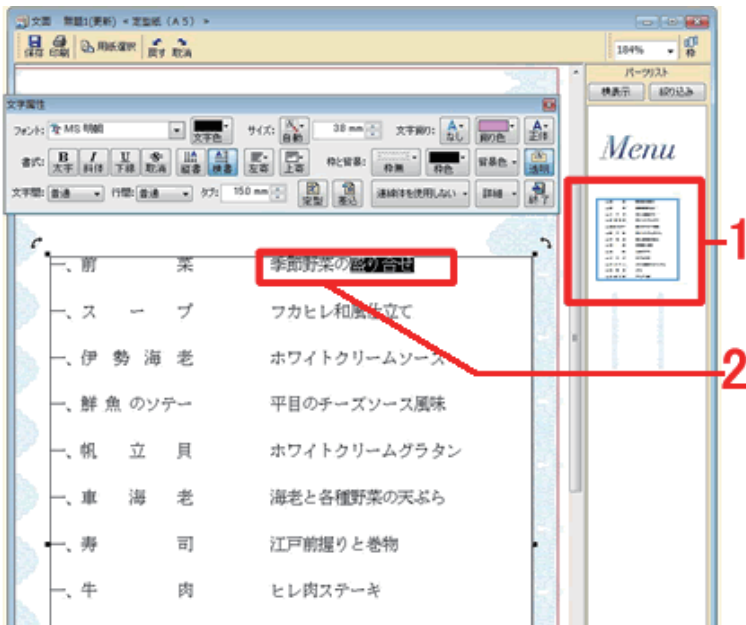 文面 無題1(更新) < 定型紙 (A5) >
保存 印刷 用紙選択 戻す 取消
184%
枠
パーツリスト
横表示 絞り込み
文字属性
フォント: MS 明朝 文字色 サイズ: 自動 38 mm 文字飾り: なし 飾り色 正体
書式: 太字 斜体 下線 取消 縦書 横書 左寄 上寄 枠と背景: 枠無 枠色 背景色 透明
文字間: 普通 行間: 普通 タブ: 150 mm 定型 差込 連続体を使用しない 詳細 終了
Menu
1
一、前 菜 季節野菜の盛り合せ
一、ス ー プ フカヒレ和風仕立て
一、伊 勢 海 老 ホワイトクリームソース
2
一、鮮 魚 のソテー 平目のチーズソース風味
一、帆 立 貝 ホワイトクリームグラタン
一、車 海 老 海老と各種野菜の天ぷら
一、寿 司 江戸前握りと巻物
一、牛 肉 ヒレ肉ステーキ